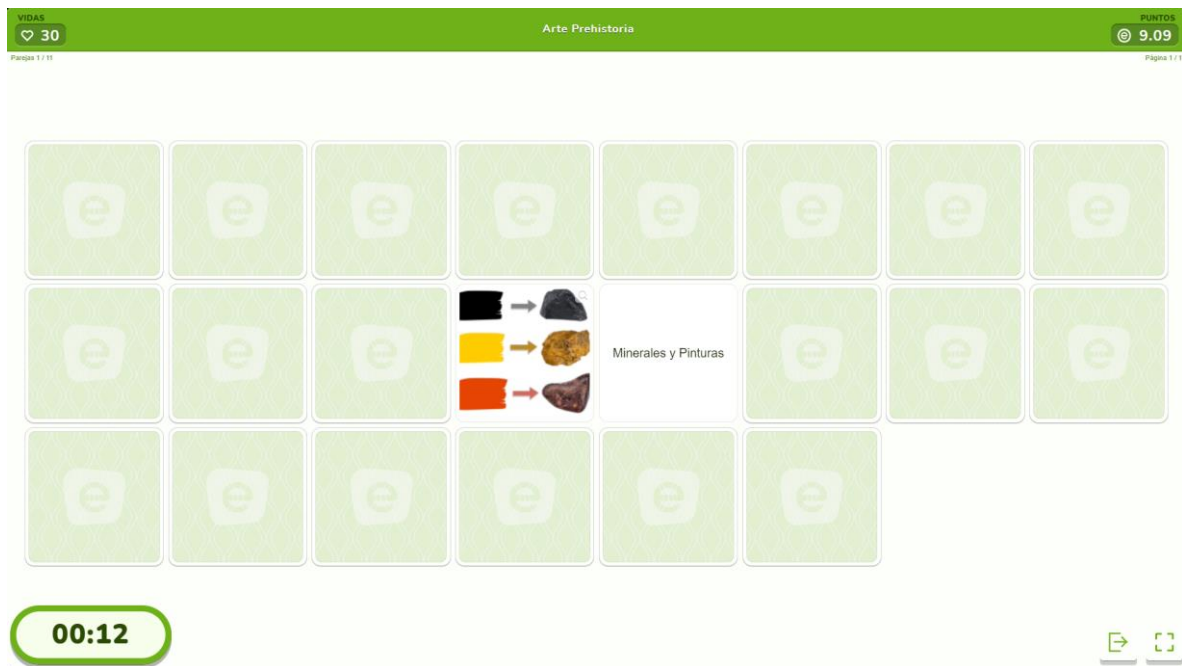 VIDAS
30
Arte Prehistoria
PUNTOS
9.09
Parejas 1 / 11
Página 1 / 1
Minerales y Pinturas
00:12